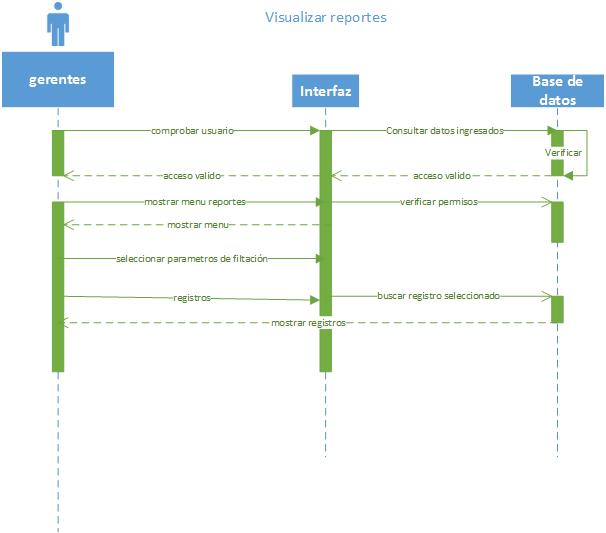 Visualizar reportes
gerentes
Interfaz
Base de
datos
comprobar usuario
Consultar datos ingresados
Verificar
acceso valido
acceso valido
mostrar menu reportes
verificar permisos
mostrar menu
seleccionar parametros de filtación
registros
buscar registro seleccionado
mostrar registros